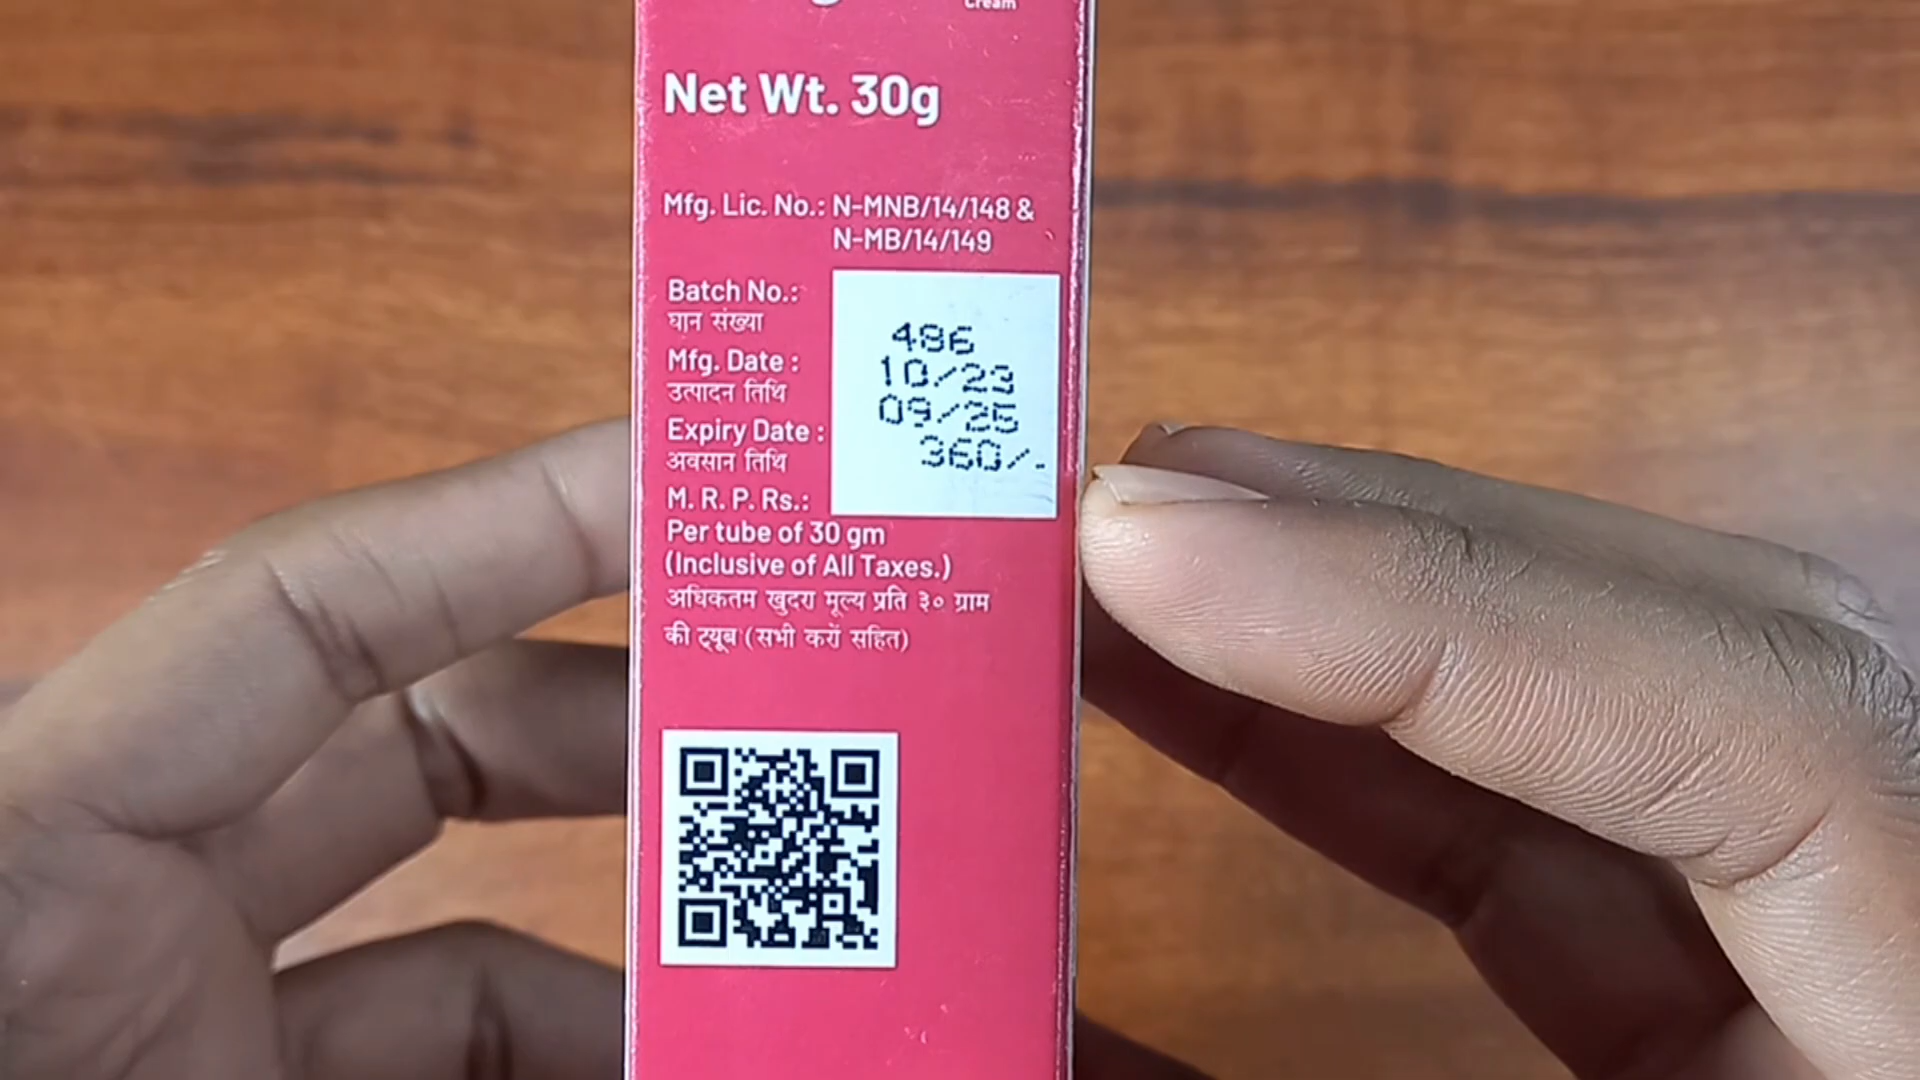 Cream
Net Wt. 30g
Mfg. Lic. No.: N-MNB/14/148 &
N-MB/14/149
Batch No.:
घान संख्या
486
Mfg. Date :
उत्पादन तिथि
10/23
Expiry Date :
अवसान तिथि
09/25
M. R. P. Rs.:
360/-
Per tube of 30 gm
(Inclusive of All Taxes.)
अधिकतम खुदरा मूल्य प्रति ३० ग्राम
की ट्यूब (सभी करों सहित)